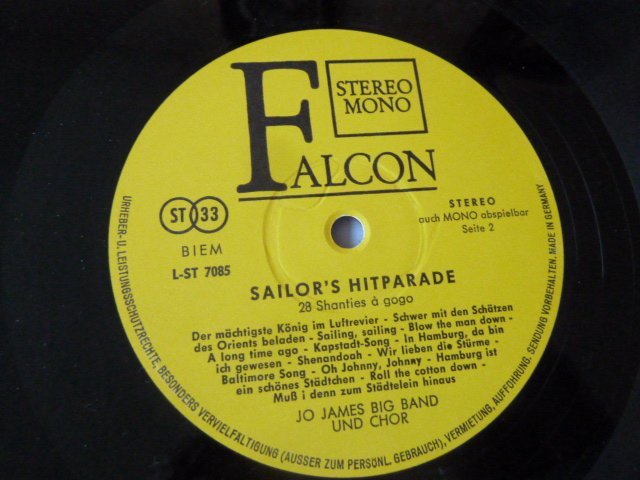 STEREO
MONO
FALCON
ST 33
BIEM
L-ST 7085
STEREO
auch MONO abspielbar
Seite 2
SAILOR'S HITPARADE
28 Shanties à gogo
Der mächtigste König im Luftrevier - Schwer mit den Schätzen
des Orients beladen - Sailing, sailing - Blow the man down -
A long time ago - Kapstadt-Song - In Hamburg, da bin
ich gewesen - Shenandoah - Wir lieben die Stürme -
Baltimore Song - Oh Johnny, Johnny - Hamburg ist
ein schönes Städtchen - Roll the cotton down -
Muß i denn zum Städtelein hinaus
JO JAMES BIG BAND
UND CHOR
URHEBER- U. LEISTUNGSSCHUTZRECHTE, BESONDERS VERVIELFÄLTIGUNG (AUSSER ZUM PERSÖNL. GEBRAUCH), VERMIETUNG, AUFFÜHRUNG, SENDUNG VORBEHALTEN. MADE IN GERMANY